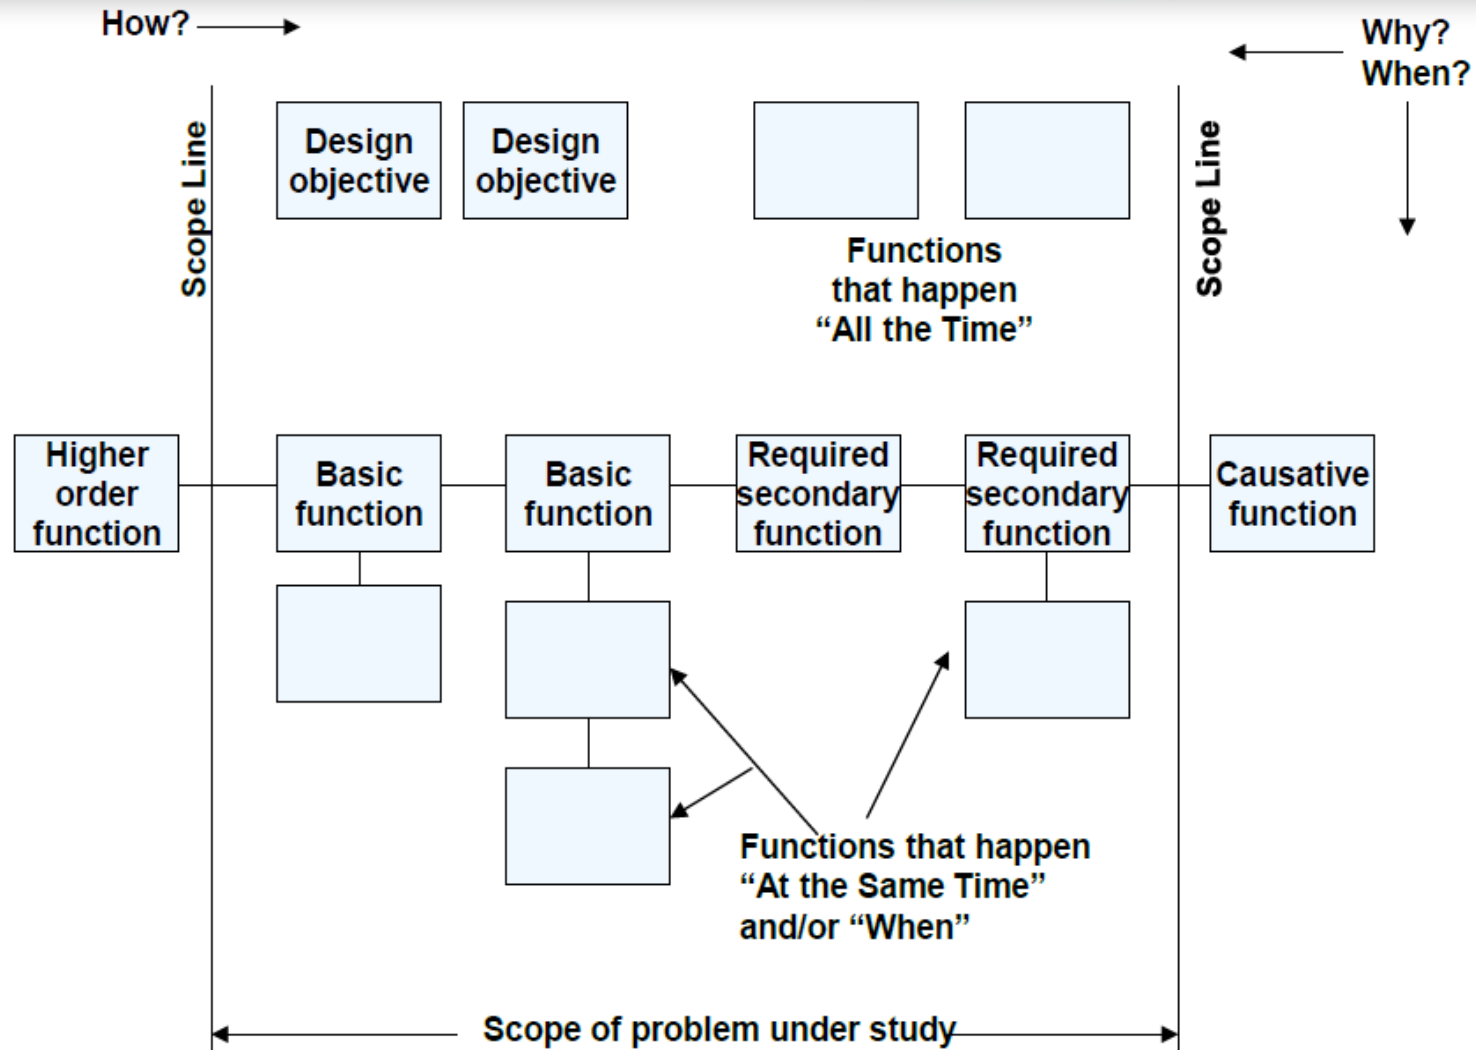 How?
Why?
When?
Scope Line
Design
objective
Design
objective
Scope Line
Functions
that happen
“All the Time”
Higher
order
function
Basic
function
Basic
function
Required
secondary
function
Required
secondary
function
Causative
function
Functions that happen
“At the Same Time”
and/or “When”
Scope of problem under study